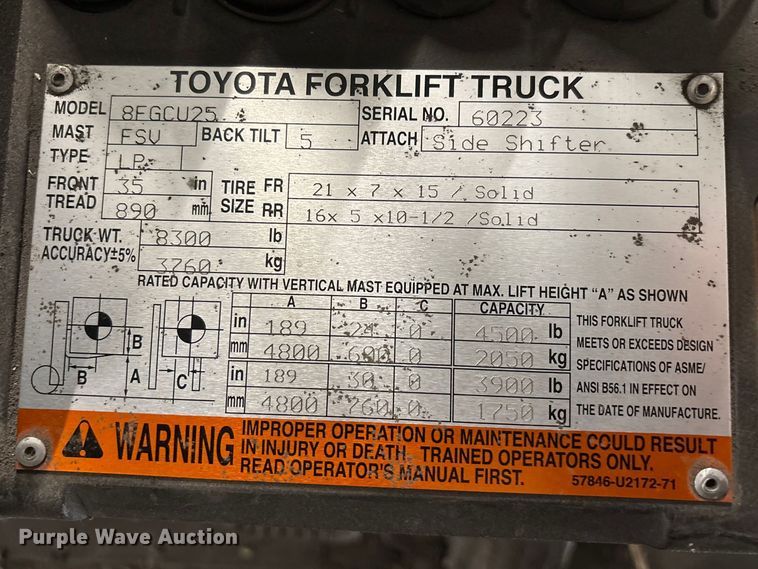 TOYOTA FORKLIFT TRUCK
MODEL 8FGCU25 SERIAL NO. 60223
MAST FSV BACK TILT 5 ATTACH Side Shifter
TYPE LP
FRONT TREAD 35 in 890 mm
TIRE SIZE FR 21 x 7 x 15 / Solid
RR 16x 5 x10-1/2 /Solid
TRUCK WT. ACCURACY±5% 8300 lb
3760 kg
RATED CAPACITY WITH VERTICAL MAST EQUIPPED AT MAX. LIFT HEIGHT "A" AS SHOWN
A B C CAPACITY
in 189 24 0 4500 lb
mm 4800 600 0 2050 kg
in 189 30 0 3900 lb
mm 4800 760 0 1750 kg
B
B A C
THIS FORKLIFT TRUCK
MEETS OR EXCEEDS DESIGN
SPECIFICATIONS OF ASME/
ANSI B56.1 IN EFFECT ON
THE DATE OF MANUFACTURE.
WARNING
IMPROPER OPERATION OR MAINTENANCE COULD RESULT
IN INJURY OR DEATH. TRAINED OPERATORS ONLY.
READ OPERATOR'S MANUAL FIRST.
57846-U2172-71
Purple Wave Auction